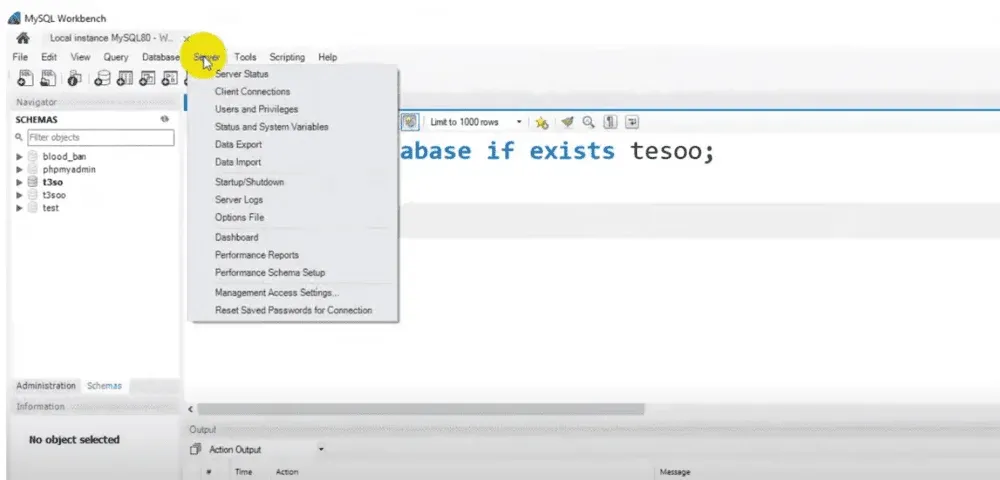 MySQL Workbench
Local instance MySQL80 - W...
File Edit View Query Database Server Tools Scripting Help
Navigator
SCHEMAS
Filter objects
blood_ban
phpmyadmin
t3so
t3soo
test
Server Status
Client Connections
Users and Privileges
Status and System Variables
Data Export
Data Import
Startup/Shutdown
Server Logs
Options File
Dashboard
Performance Reports
Performance Schema Setup
Management Access Settings...
Reset Saved Passwords for Connection
Limit to 1000 rows
abase if exists tesoo;
Administration Schemas
Information
No object selected
Output
Action Output
# Time Action Message